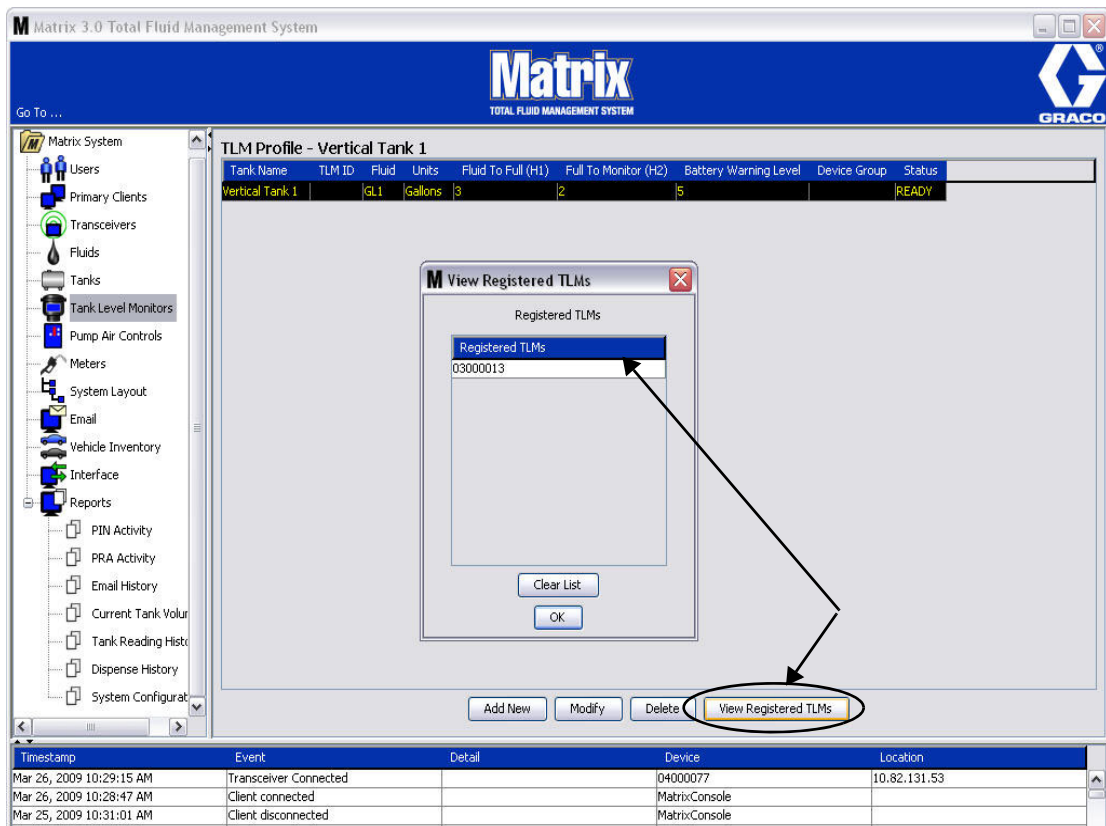 Matrix 3.0 Total Fluid Management System
Matrix
TOTAL FLUID MANAGEMENT SYSTEM
GRACO
Go To ...
Matrix System
Users
Primary Clients
Transceivers
Fluids
Tanks
Tank Level Monitors
Pump Air Controls
Meters
System Layout
Email
Vehicle Inventory
Interface
Reports
PIN Activity
PRA Activity
Email History
Current Tank Volur
Tank Reading Histo
Dispense History
System Configurat
TLM Profile - Vertical Tank 1
Tank Name TLM ID Fluid Units Fluid To Full (H1) Full To Monitor (H2) Battery Warning Level Device Group Status
Vertical Tank 1 GL1 Gallons 3 2 5 READY
View Registered TLMs
Registered TLMs
Registered TLMs
03000013
Clear List
OK
Add New Modify Delete View Registered TLMs
Timestamp Event Detail Device Location
Mar 26, 2009 10:29:15 AM Transceiver Connected 04000077 10.82.131.53
Mar 26, 2009 10:28:47 AM Client connected MatrixConsole
Mar 25, 2009 10:31:01 AM Client disconnected MatrixConsole